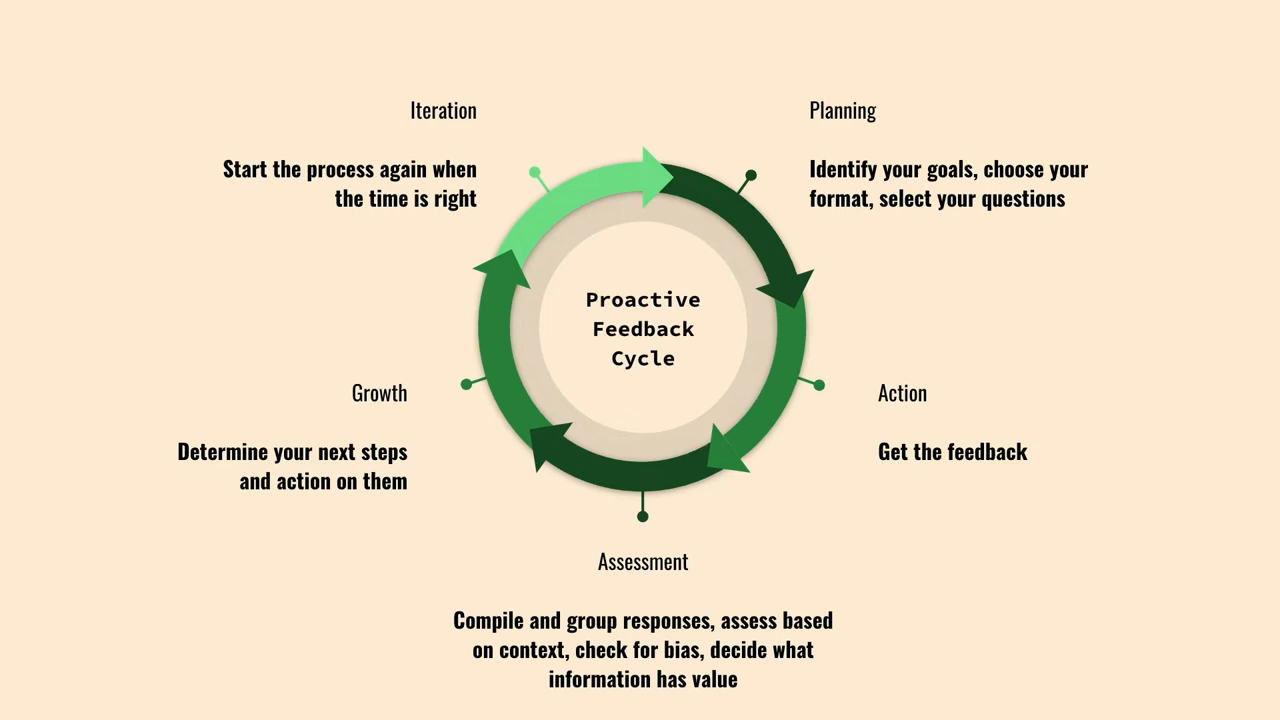 Iteration
Start the process again when
the time is right
Planning
Identify your goals, choose your
format, select your questions
Proactive
Feedback
Cycle
Growth
Determine your next steps
and action on them
Action
Get the feedback
Assessment
Compile and group responses, assess based
on context, check for bias, decide what
information has value